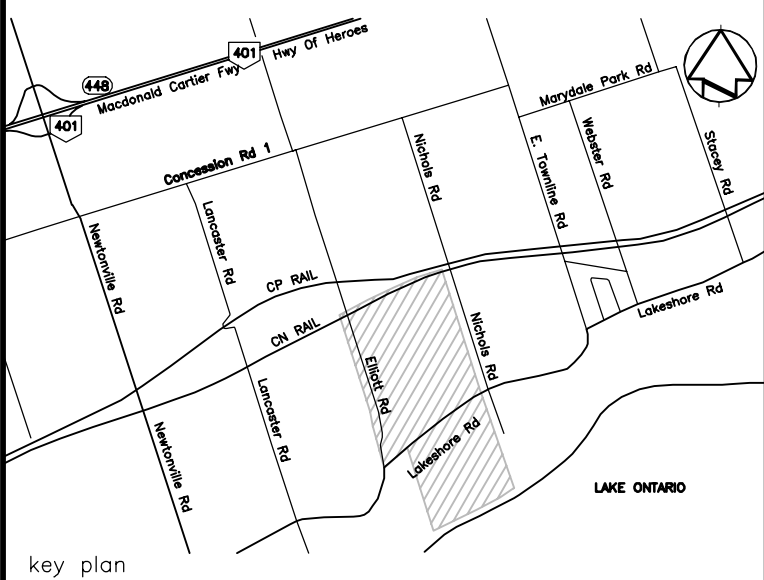 401
Hwy Of Heroes
448
Macdonald Cartier Fwy
401
Marydale Park Rd
Concession Rd 1
Nichols Rd
E. Townline Rd
Webster Rd
Stacey Rd
Lancaster Rd
Newtonville Rd
CP RAIL
CN RAIL
Nichols Rd
Lakeshore Rd
Elliott Rd
Lancaster Rd
Newtonville Rd
Lakeshore Rd
LAKE ONTARIO
key plan